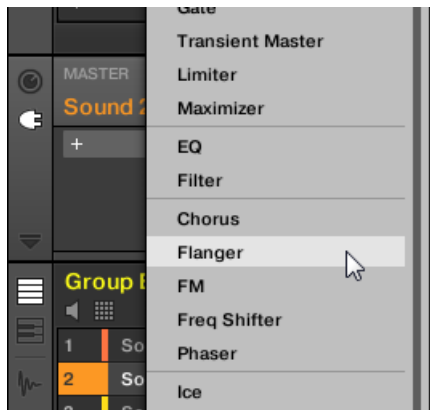 Gate
Transient Master
MASTER
Limiter
Sound 2
Maximizer
+
EQ
Filter
Chorus
Flanger
Group
FM
Freq Shifter
1
Phaser
2
Ice